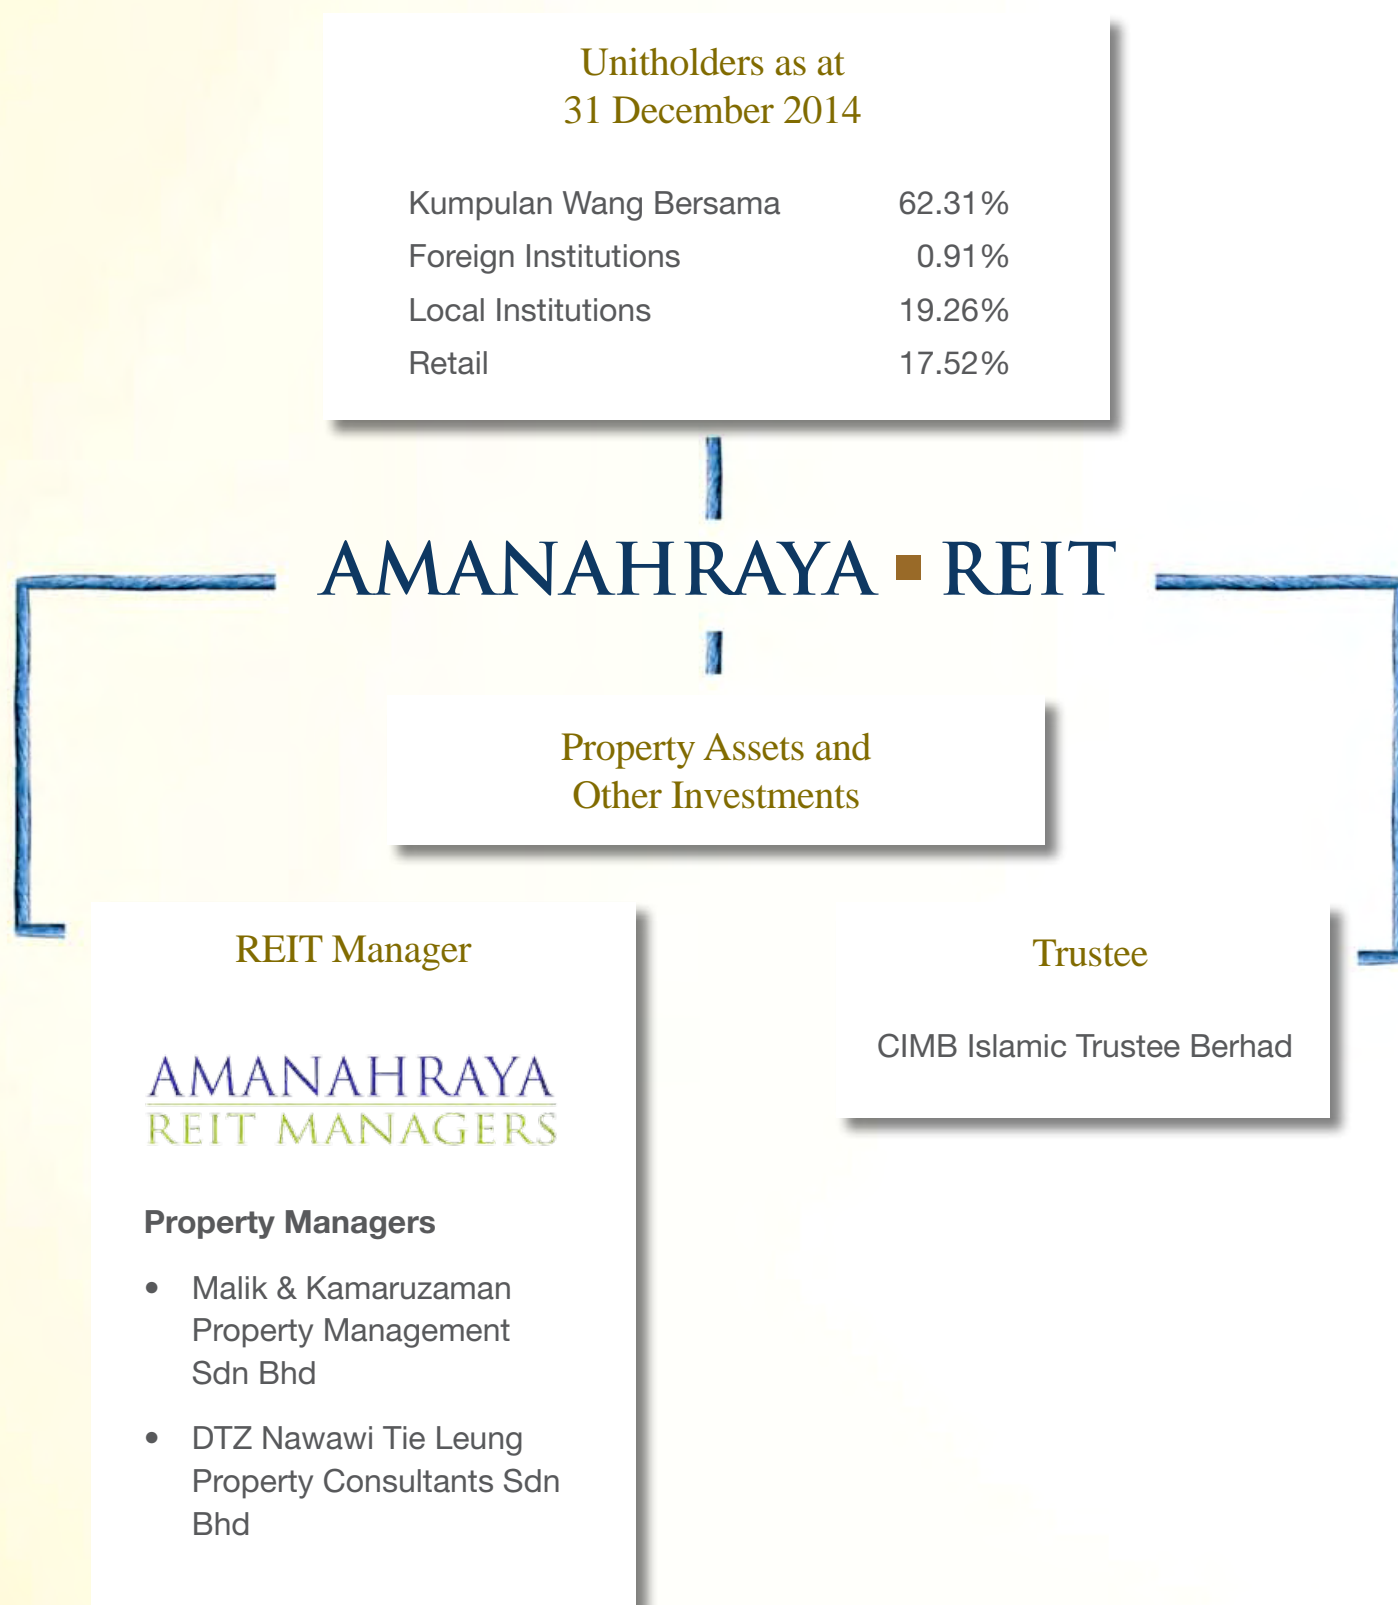 Unitholders as at
31 December 2014
Kumpulan Wang Bersama 62.31%
Foreign Institutions 0.91%
Local Institutions 19.26%
Retail 17.52%
AMANAHRAYA ▪ REIT
Property Assets and
Other Investments
REIT Manager
AMANAHRAYA
REIT MANAGERS
Property Managers
• Malik & Kamaruzaman
Property Management
Sdn Bhd
• DTZ Nawawi Tie Leung
Property Consultants Sdn
Bhd
Trustee
CIMB Islamic Trustee Berhad